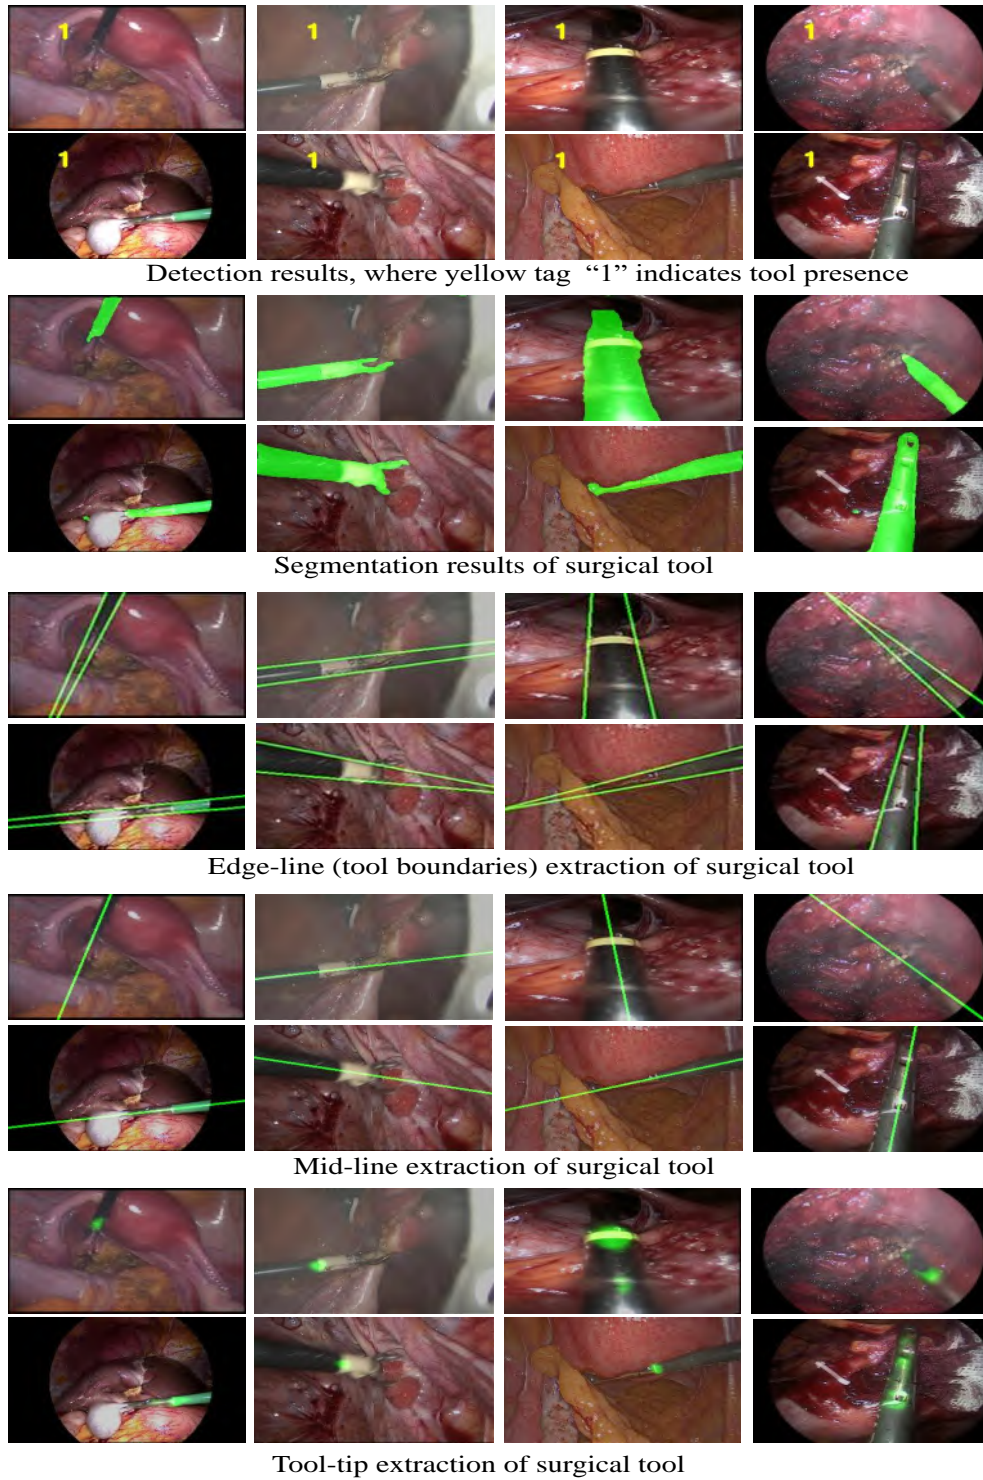 1 1 1 1
1 1 1 1
Detection results, where yellow tag “1” indicates tool presence
Segmentation results of surgical tool
Edge-line (tool boundaries) extraction of surgical tool
Mid-line extraction of surgical tool
Tool-tip extraction of surgical tool